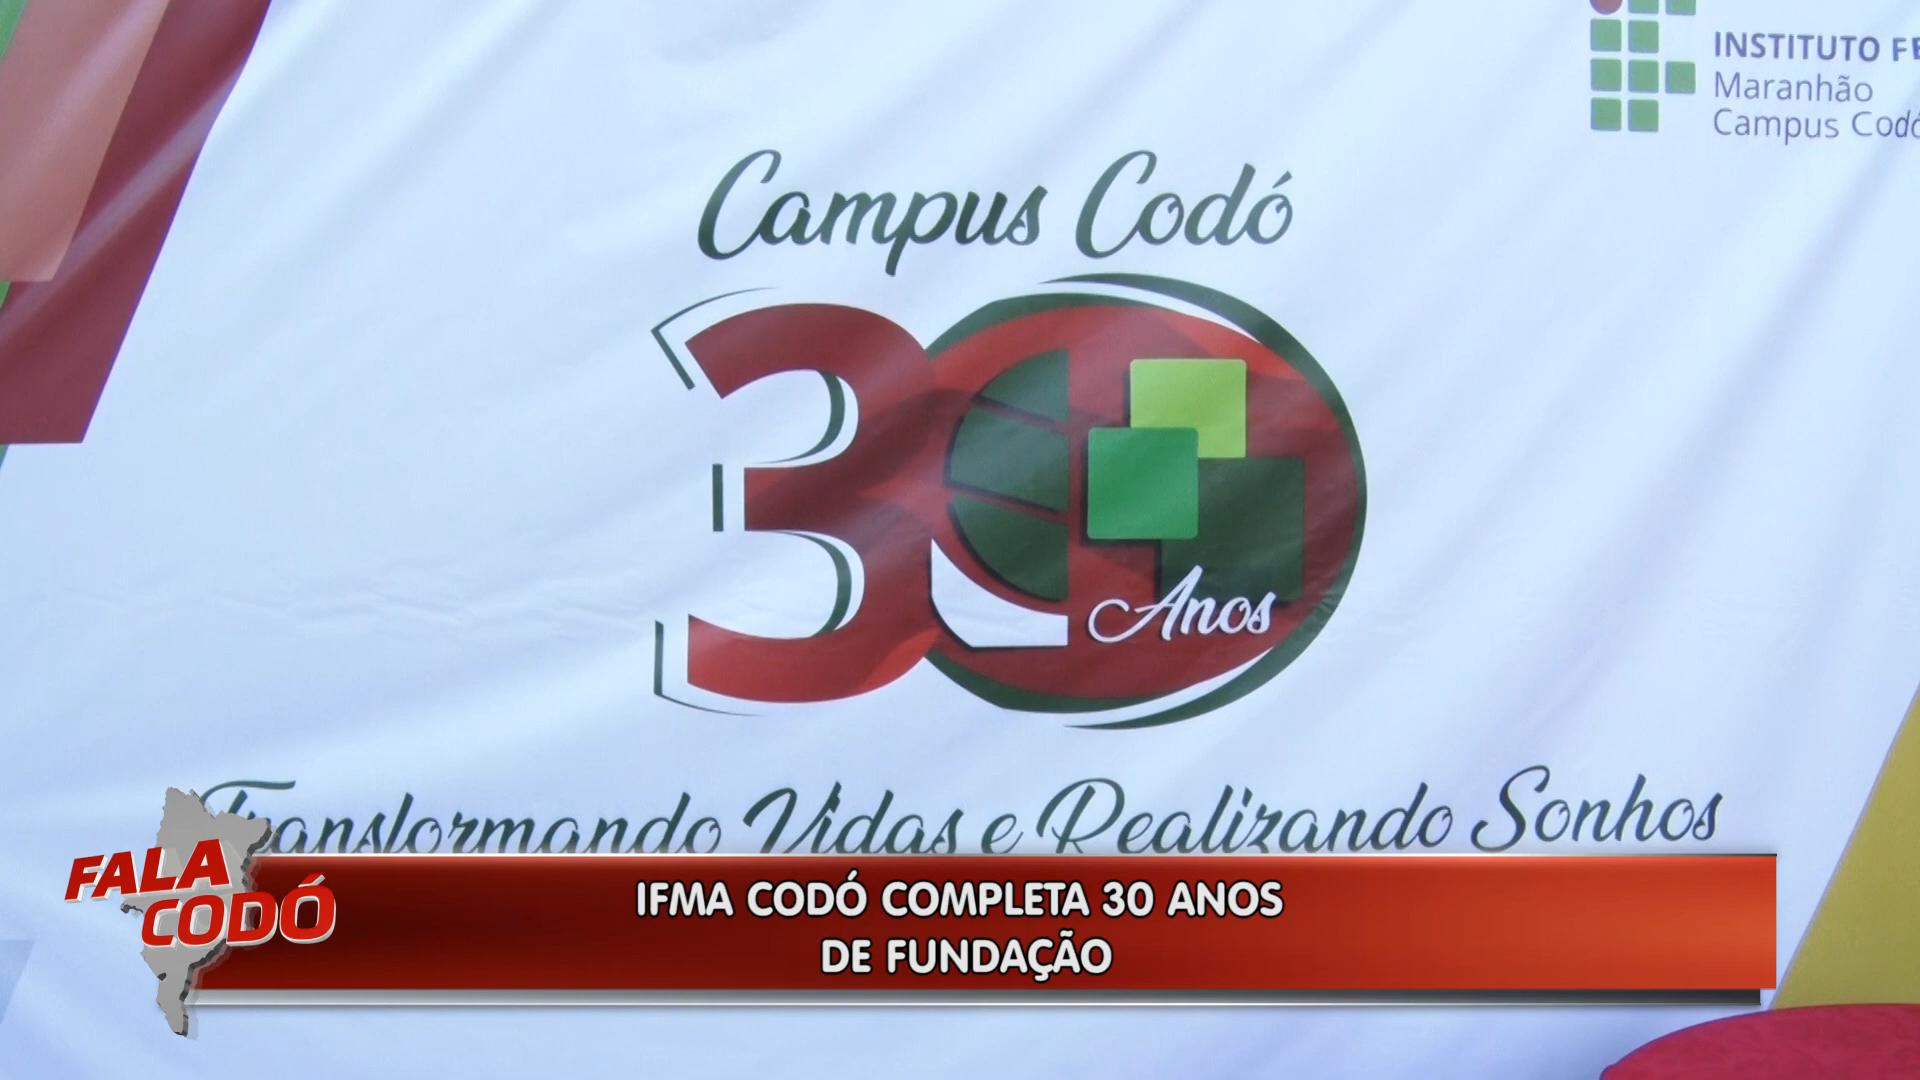 INSTITUTO FE
Maranhão
Campus Codó
Campus Codó
30
Anos
Transformando Vidas e Realizando Sonhos
FALA
CODÓ
IFMA CODÓ COMPLETA 30 ANOS
DE FUNDAÇÃO